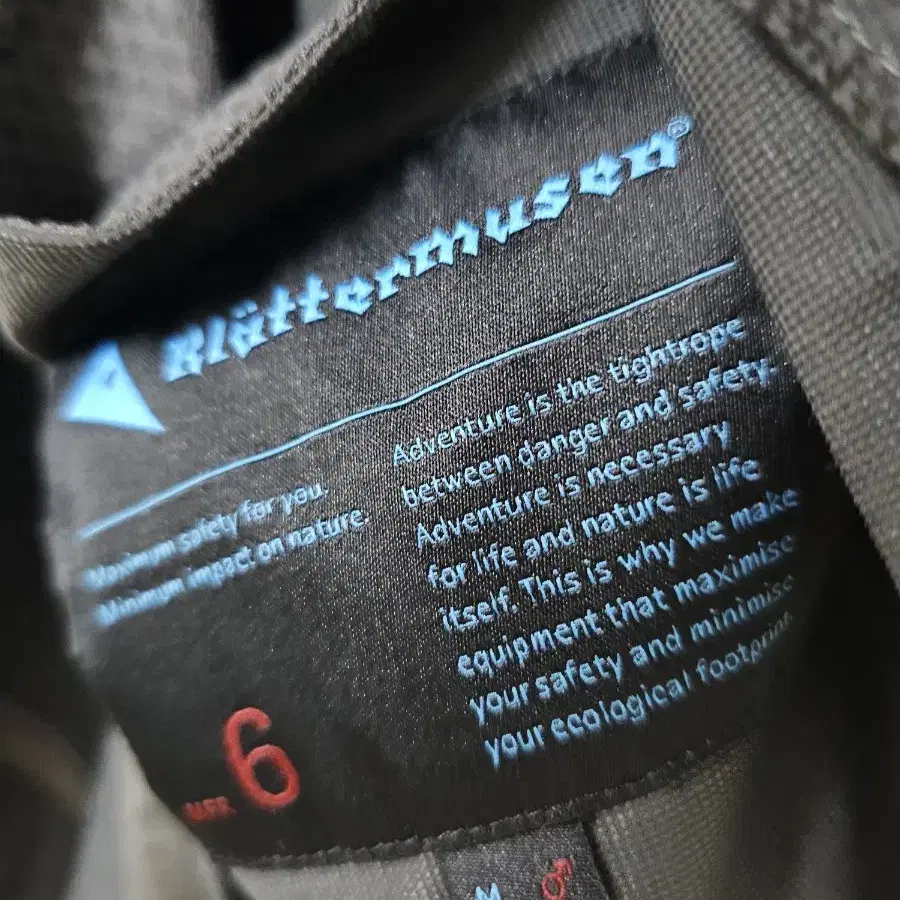 Klättermusen®
Maximum safety for you.
Minimum impact on nature.
Adventure is the tightrope
between danger and safety.
Adventure is necessary
for life and nature is life
itself. This is why we make
equipment that maximise
your safety and minimise
your ecological footprint
6
M ♂